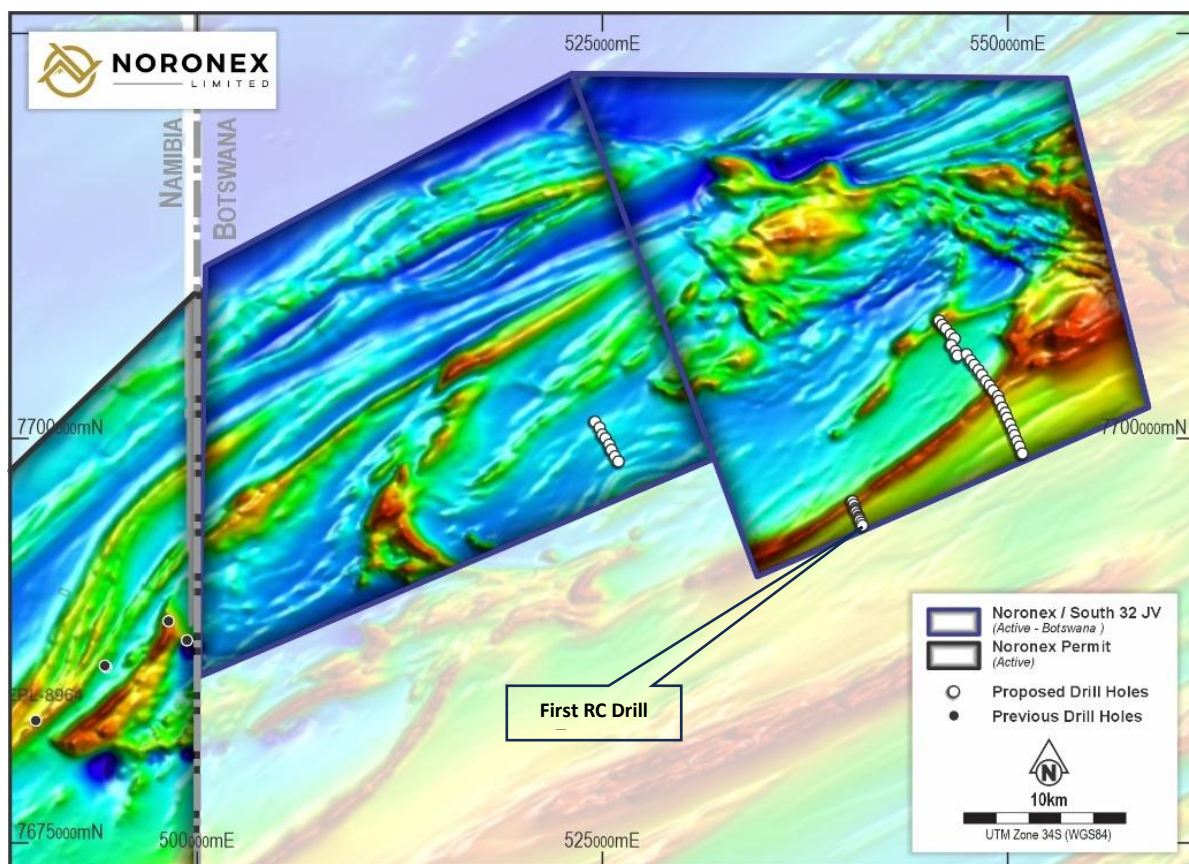 NORONEX
LIMITED
525000mE
550000mE
NAMIBIA
BOTSWANA
7700000mN
7700000mN
EPL-8964
First RC Drill
Noronex / South 32 JV
(Active - Botswana )
Noronex Permit
(Active)
Proposed Drill Holes
Previous Drill Holes
N
10km
UTM Zone 34S (WGS84)
7675000mN
500000mE
525000mE